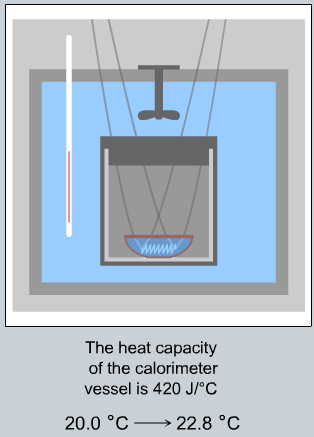 The heat capacity
of the calorimeter
vessel is 420 J/°C
20.0 °C ⟶ 22.8 °C